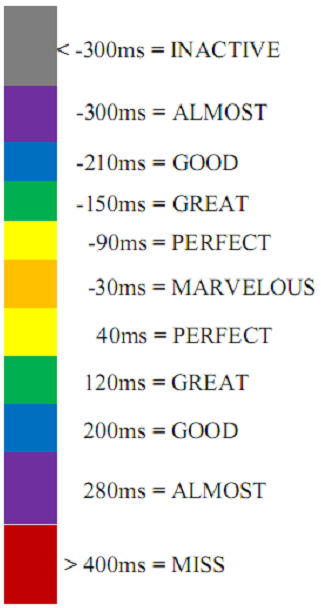 < -300ms = INACTIVE
-300ms = ALMOST
-210ms = GOOD
-150ms = GREAT
-90ms = PERFECT
-30ms = MARVELOUS
40ms = PERFECT
120ms = GREAT
200ms = GOOD
280ms = ALMOST
> 400ms = MISS